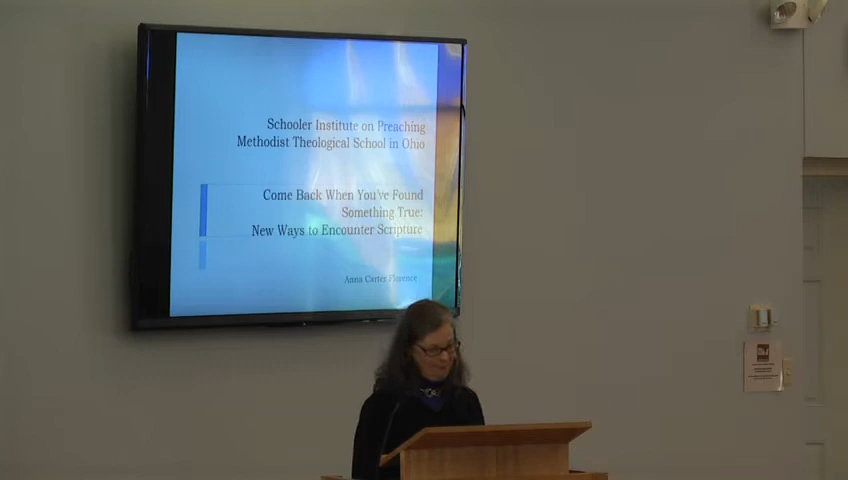 Schooler Institute on Preaching
Methodist Theological School in Ohio
Come Back When You've Found
Something True:
New Ways to Encounter Scripture
Anna Carter Florence